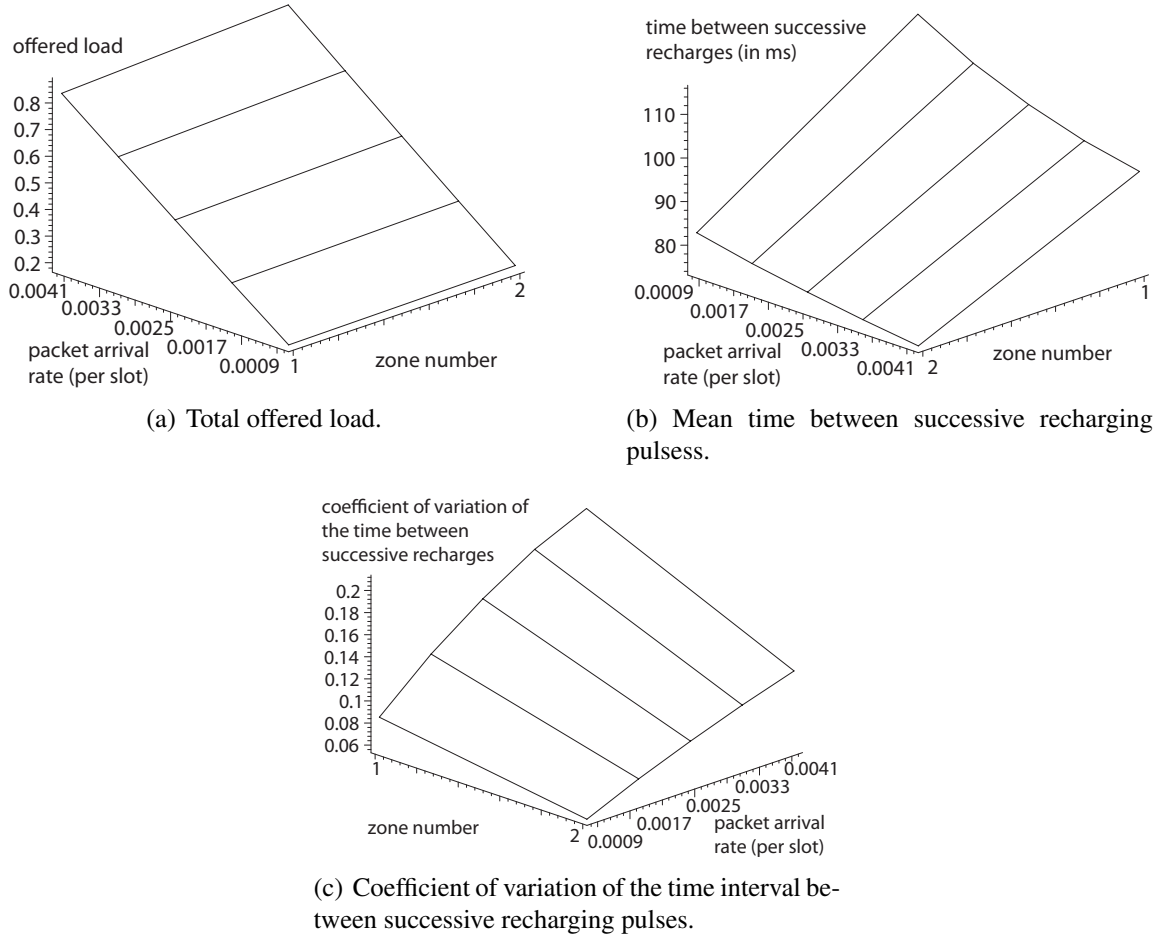 offered load
0.8
0.7
0.6
0.5
0.4
0.3
0.2
0.0041
0.0033
0.0025
0.0017
0.0009
packet arrival
rate (per slot)
1
2
zone number
(a) Total offered load.
time between successive
recharges (in ms)
110
100
90
80
0.0009
0.0017
0.0025
0.0033
0.0041
packet arrival
rate (per slot)
2
1
zone number
(b) Mean time between successive recharging
pulsess.
coefficient of variation of
the time between
successive recharges
0.2
0.18
0.16
0.14
0.12
0.1
0.08
0.06
1
2
zone number
0.0009
0.0017
0.0025
0.0033
0.0041
packet arrival
rate (per slot)
(c) Coefficient of variation of the time interval be-
tween successive recharging pulses.